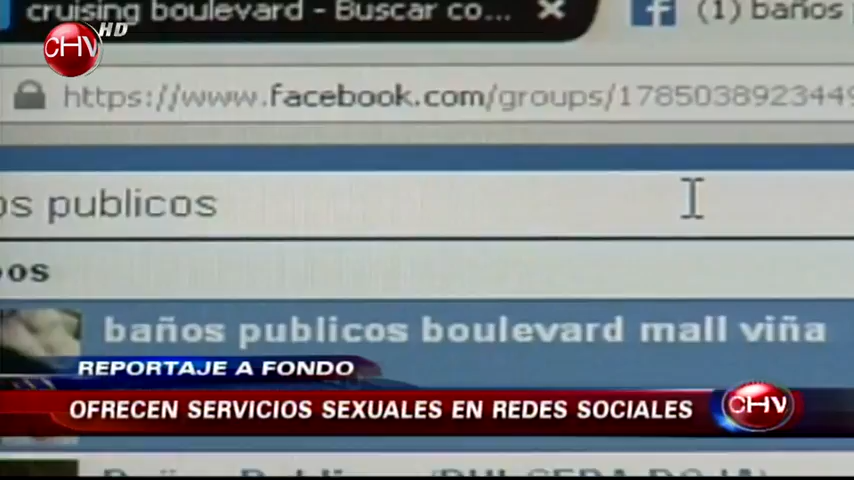 cruising boulevard - Buscar co...
(1) baños
HD
CHV
https://www.facebook.com/groups/1785038923449
os publicos
os
baños publicos boulevard mall viña
REPORTAJE A FONDO
OFRECEN SERVICIOS SEXUALES EN REDES SOCIALES
CHV